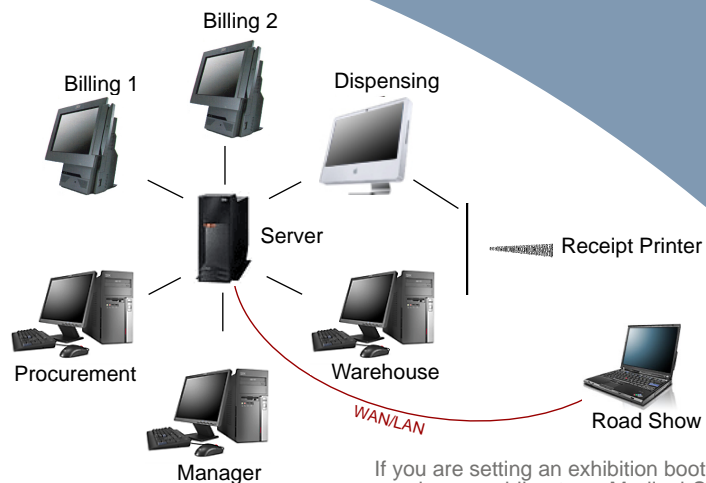 Billing 2
Billing 1
Dispensing
Server
Receipt Printer
Procurement
Warehouse
WAN/LAN
Road Show
Manager
If you are setting an exhibition boot